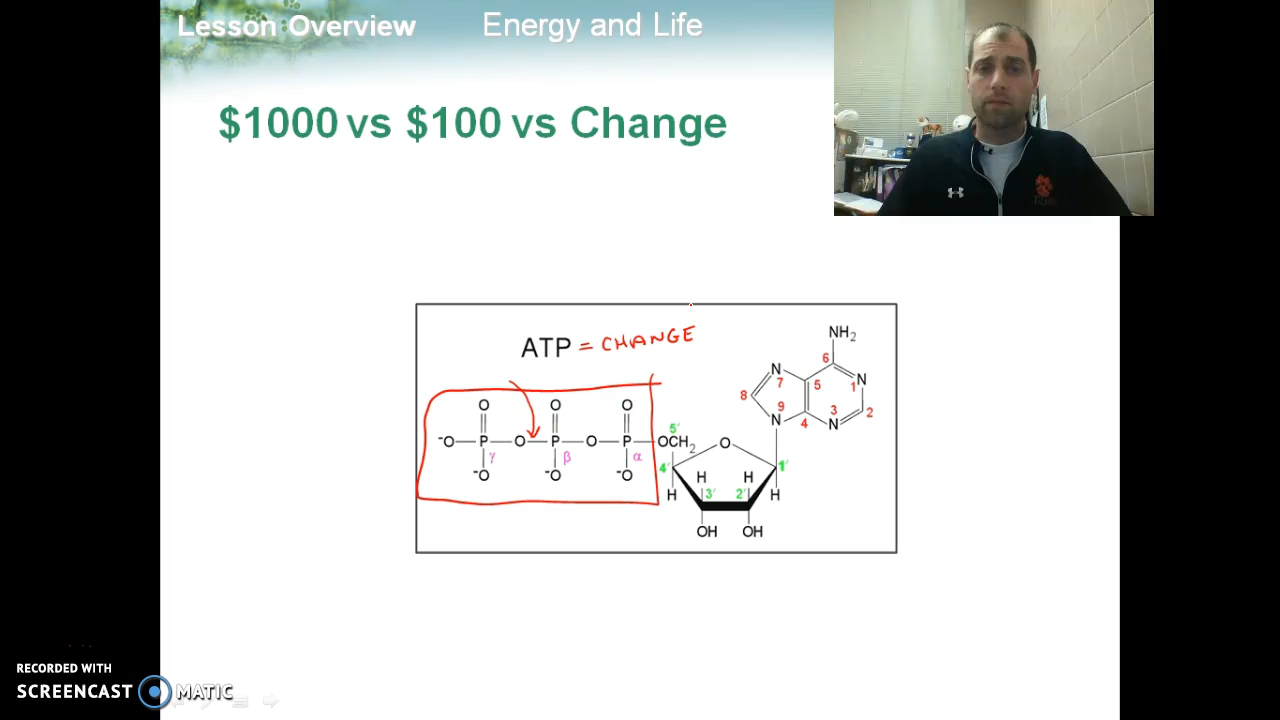 Lesson Overview Energy and Life
$1000 vs $100 vs Change
ATP = CHANGE
NH2
6
N 7 5 1 N
8 9 3 2
O O O 5′ N 4 N
-O P O P O P OCH2 O
γ β α 4′ 1′
-O -O -O H H
H 3′ 2′ H
OH OH
RECORDED WITH
SCREENCAST MATIC